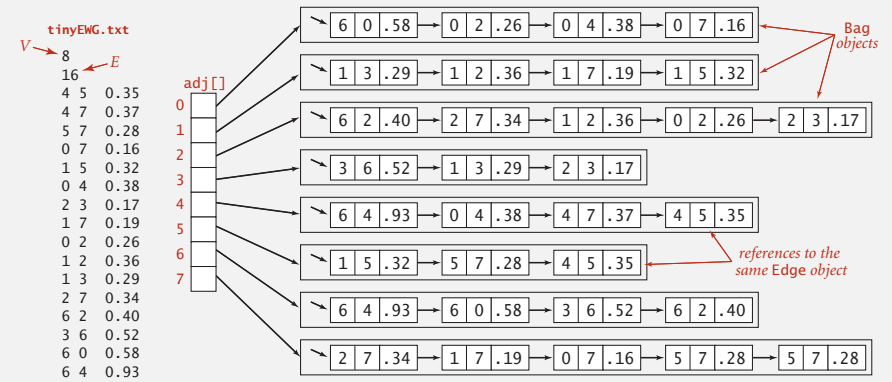 tinyEWG.txt
V
8
16
E
4 5 0.35
4 7 0.37
5 7 0.28
0 7 0.16
1 5 0.32
0 4 0.38
2 3 0.17
1 7 0.19
0 2 0.26
1 2 0.36
1 3 0.29
2 7 0.34
6 2 0.40
3 6 0.52
6 0 0.58
6 4 0.93
adj[]
0
1
2
3
4
5
6
7
6 0 .58 0 2 .26 0 4 .38 0 7 .16
1 3 .29 1 2 .36 1 7 .19 1 5 .32
6 2 .40 2 7 .34 1 2 .36 0 2 .26 2 3 .17
3 6 .52 1 3 .29 2 3 .17
6 4 .93 0 4 .38 4 7 .37 4 5 .35
1 5 .32 5 7 .28 4 5 .35
6 4 .93 6 0 .58 3 6 .52 6 2 .40
2 7 .34 1 7 .19 0 7 .16 5 7 .28 5 7 .28
Bag
objects
references to the
same Edge object